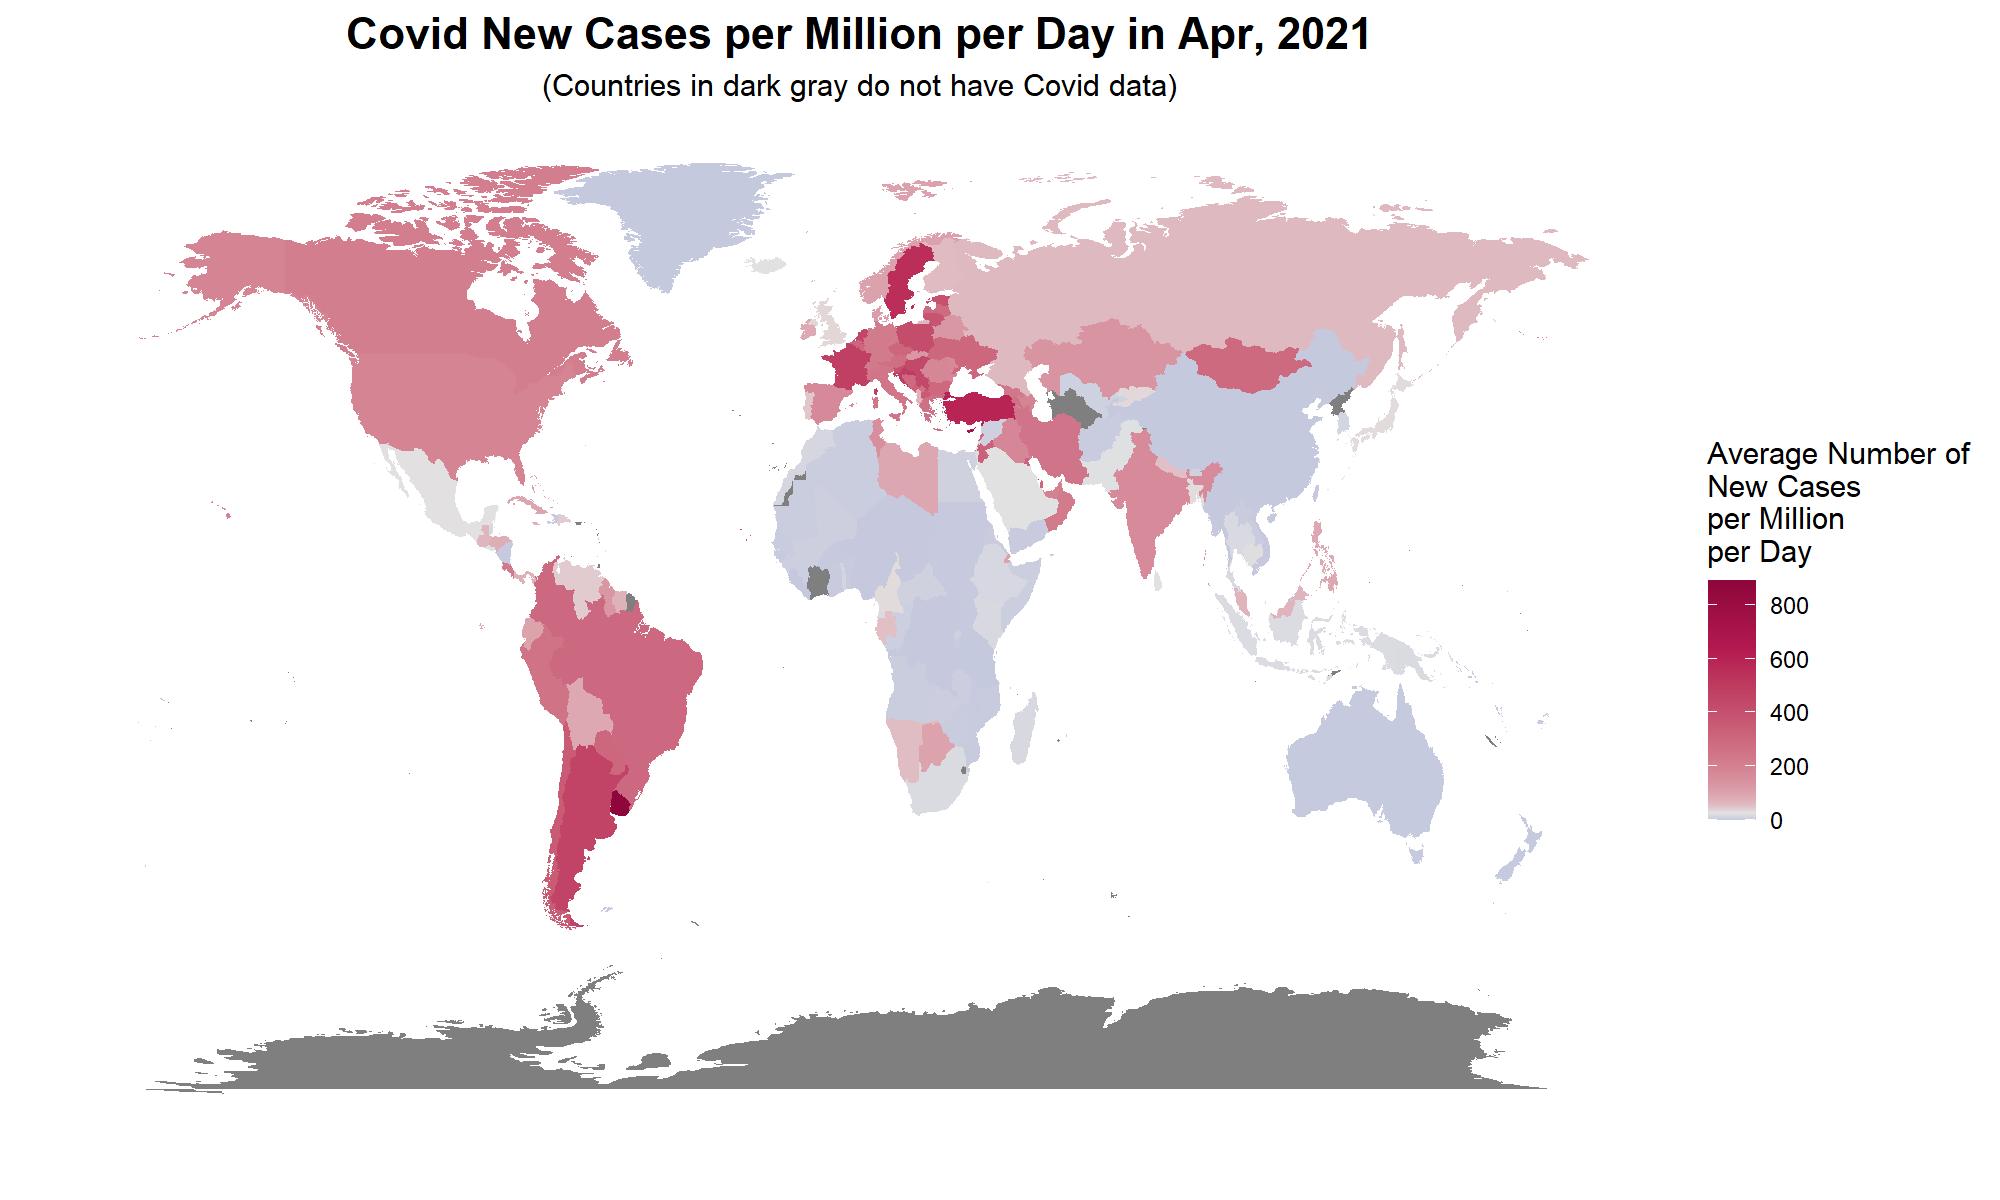 Covid New Cases per Million per Day in Apr, 2021
(Countries in dark gray do not have Covid data)
Average Number of
New Cases
per Million
per Day
800
600
400
200
0